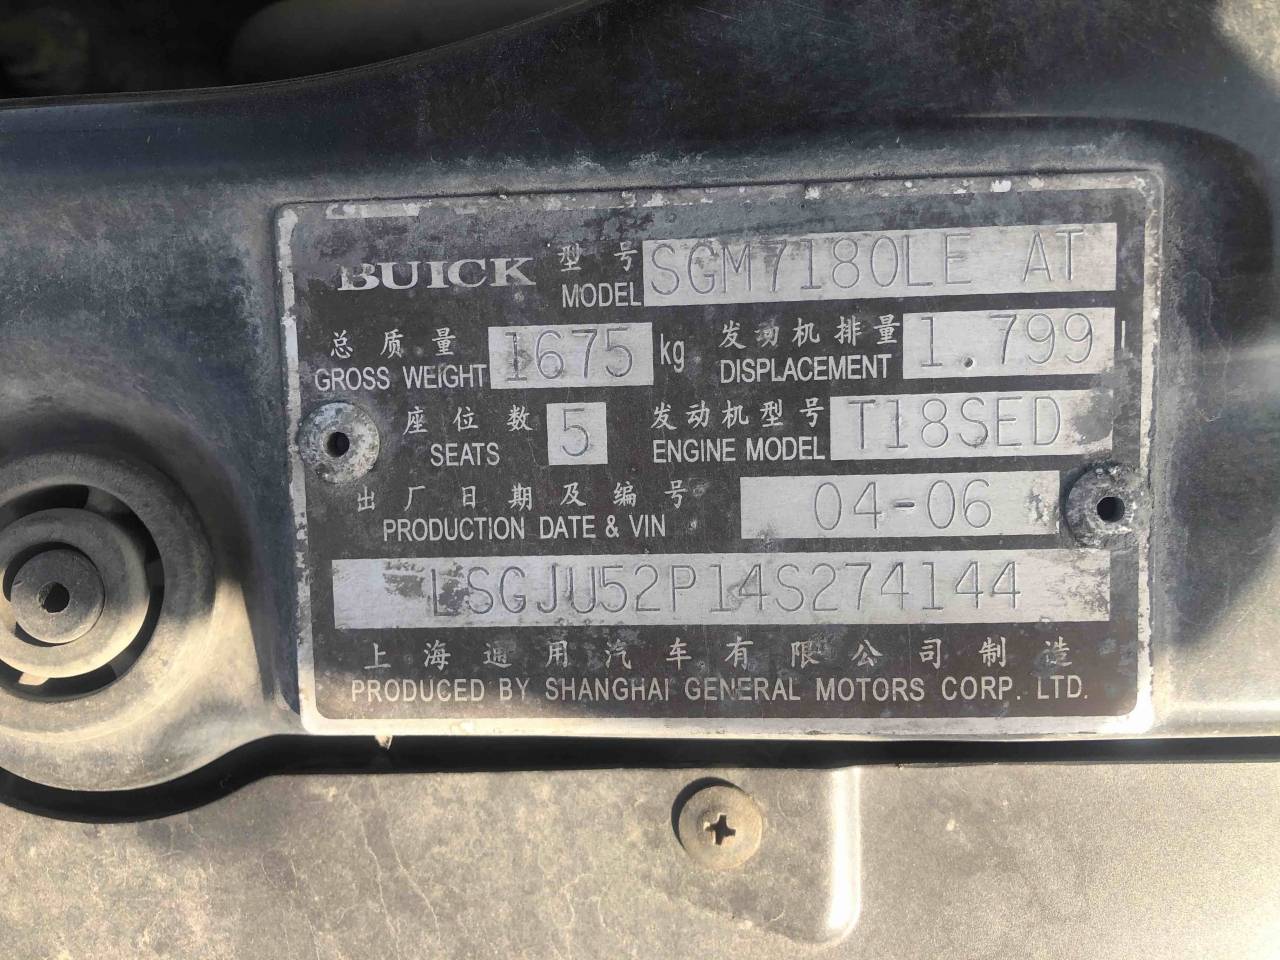 BUICK 型号 SGM7180LE AT
MODEL
总质量 1675 kg 发动机排量 1.799
GROSS WEIGHT DISPLACEMENT
座位数 5 发动机型号 T18SED
SEATS ENGINE MODEL
出厂日期及编号 04-06
PRODUCTION DATE & VIN
LSGJU52P14S274144
上海通用汽车有限公司制造
PRODUCED BY SHANGHAI GENERAL MOTORS CORP. LTD.